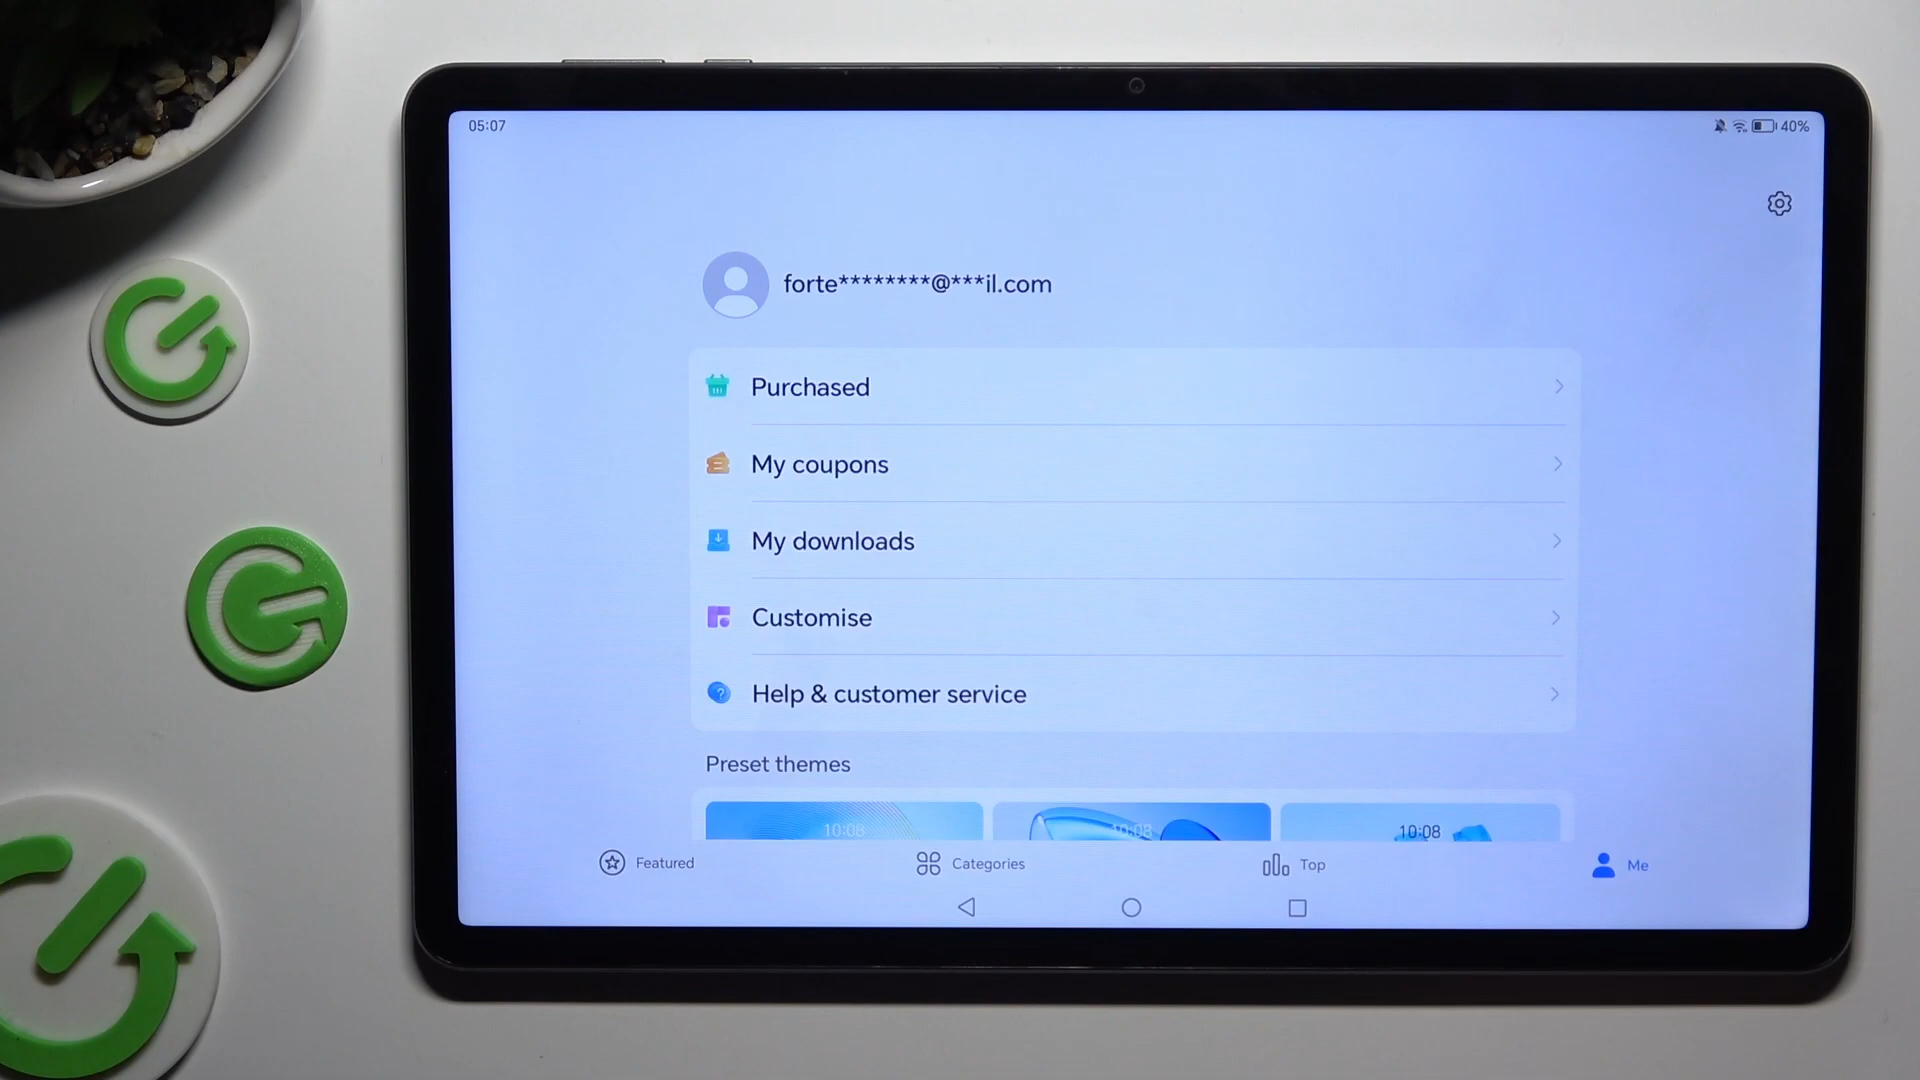 05:07
40%
forte********@***il.com
Purchased
My coupons
My downloads
Customise
Help & customer service
Preset themes
10:08
10:08
10:08
Featured
Categories
Top
Me